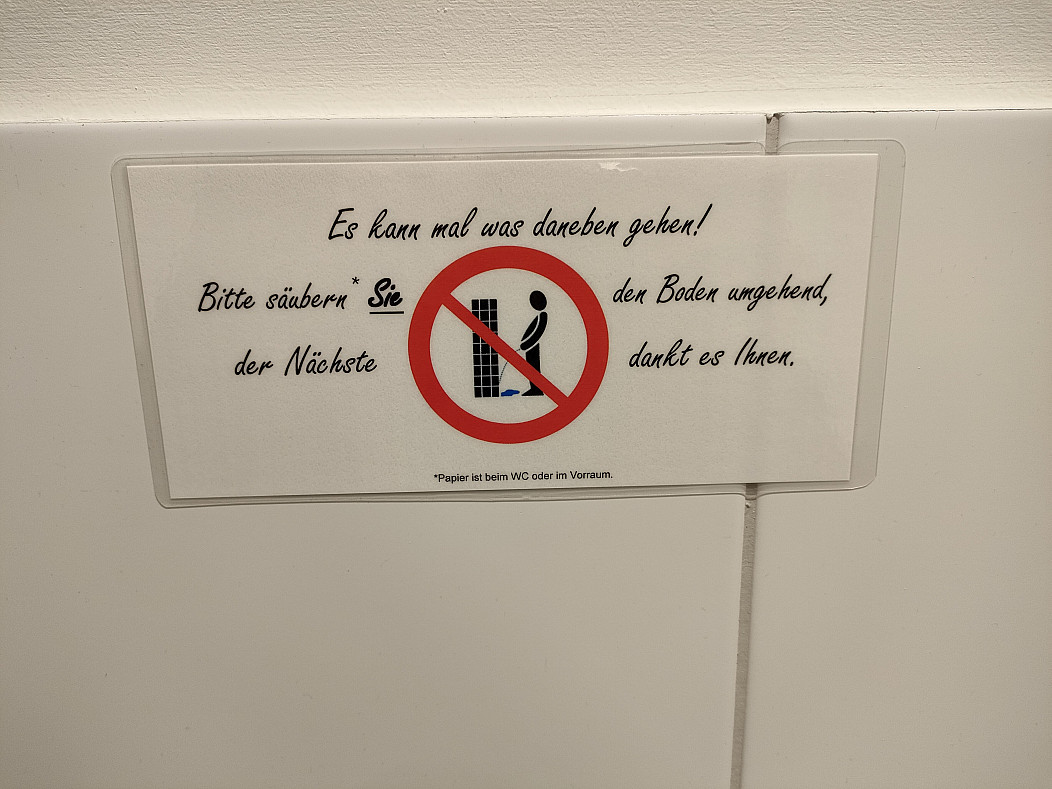 Es kann mal was daneben gehen!
Bitte säubern* Sie den Boden umgehend,
der Nächste dankt es Ihnen.
*Papier ist beim WC oder im Vorraum.